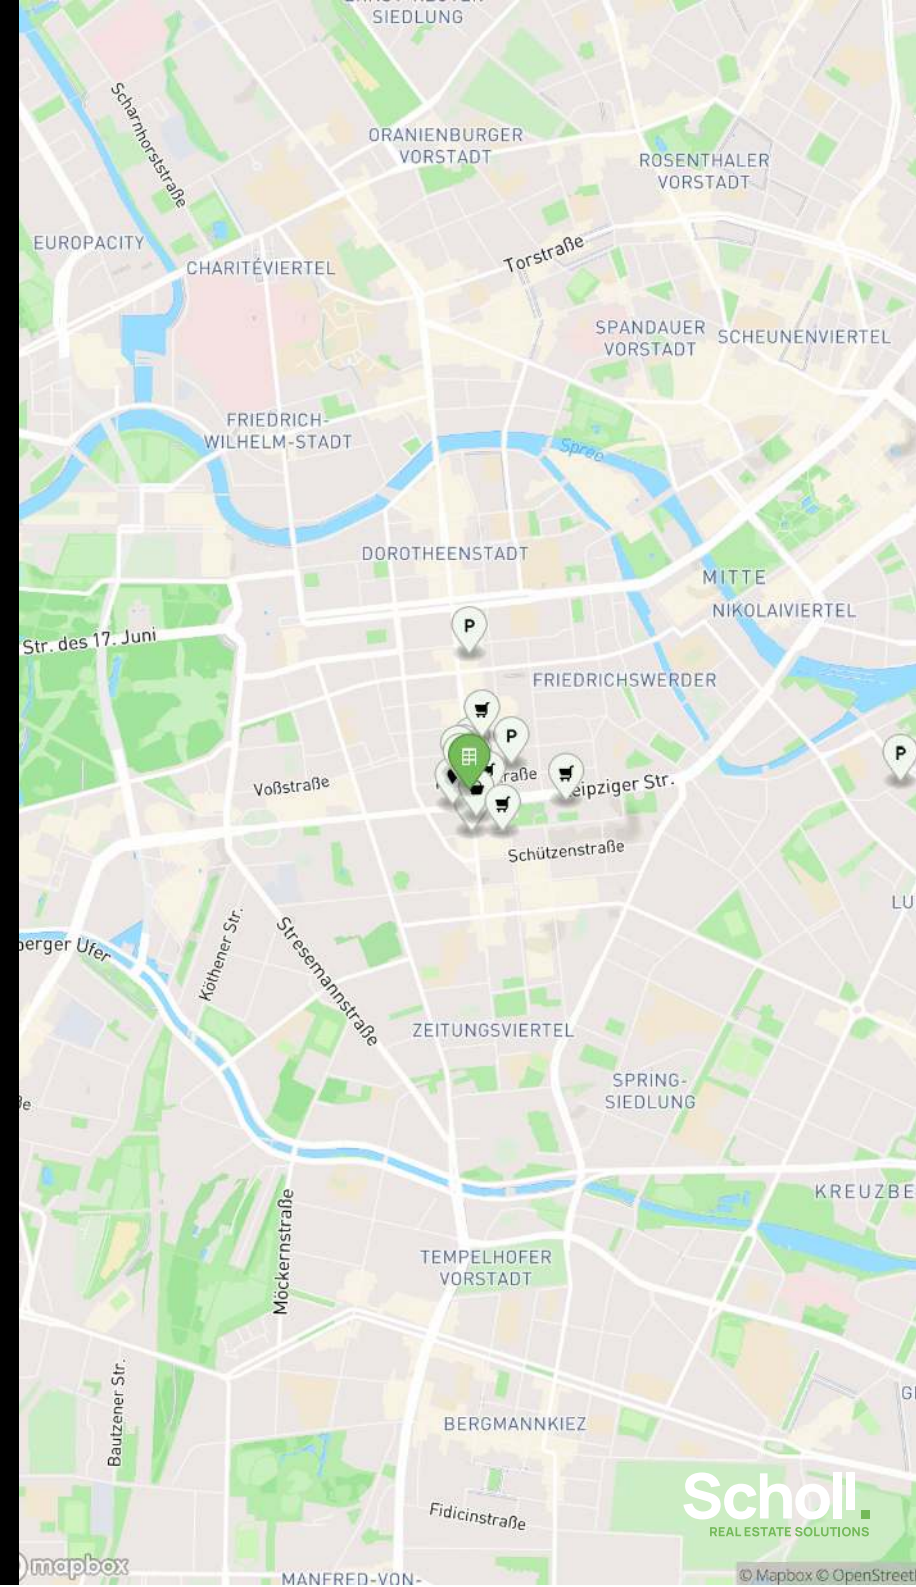 SIEDLUNG
Scharnhorststraße
ORANIENBURGER
VORSTADT
ROSENTHALER
VORSTADT
EUROPACITY
CHARITÉVIERTEL
Torstraße
SPANDAUER
VORSTADT
SCHEUNENVIERTEL
FRIEDRICH-
WILHELM-STADT
Spree
DOROTHEENSTADT
MITTE
NIKOLAIVIERTEL
P
Str. des 17. Juni
FRIEDRICHSWERDER
P
P
Voßstraße
raße
eipziger Str.
Schützenstraße
LU
berger Ufer
Köthener Str.
Stresemannstraße
ZEITUNGSVIERTEL
SPRING-
SIEDLUNG
KREUZBE
Möckernstraße
TEMPELHOFER
VORSTADT
Bautzener Str.
BERGMANNKIEZ
Scholl.
REAL ESTATE SOLUTIONS
Fidicinstraße
mapbox
© Mapbox © OpenStreet
MANFRED-VON-